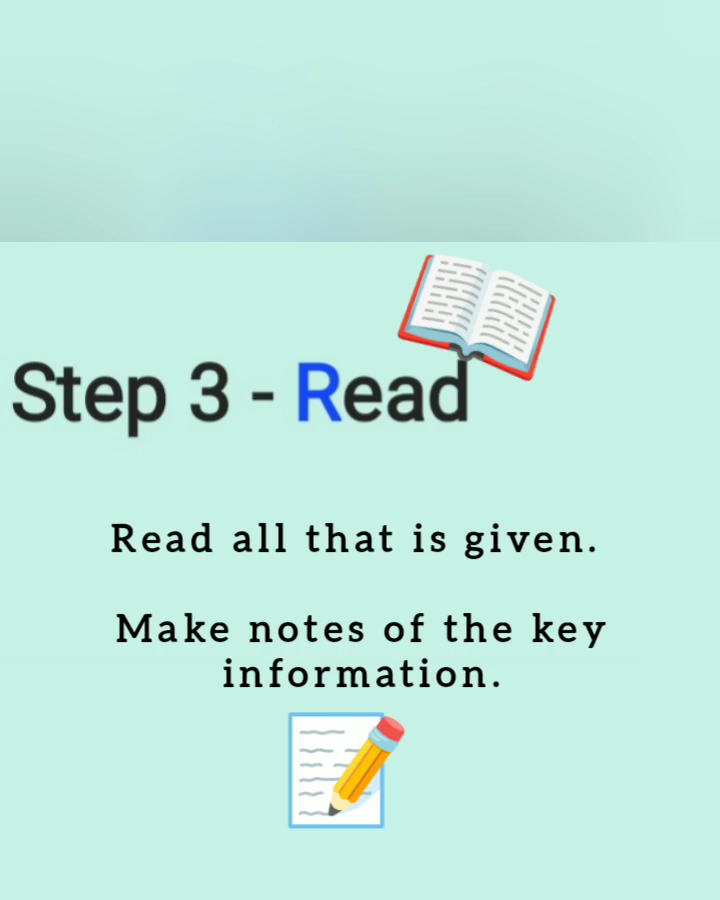 Step 3 - Read
Read all that is given.
Make notes of the key
information.